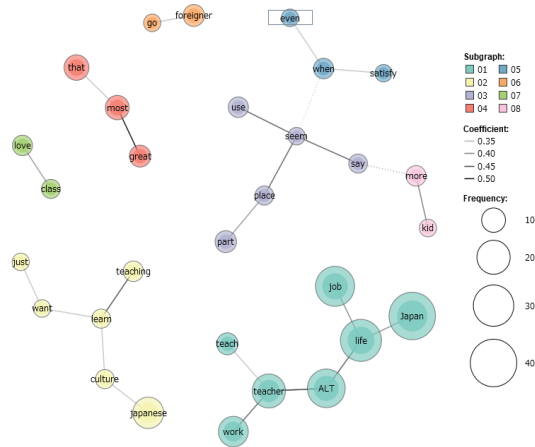 foreigner
go
even
that
when
satisfy
most
use
love
great
seem
say
more
class
place
kid
part
just
teaching
job
want
learn
Japan
teach
life
culture
teacher
ALT
japanese
work
Subgraph:
01 05
02 06
03 07
04 08
Coefficient:
0.35
0.40
0.45
0.50
Frequency:
10
20
30
40